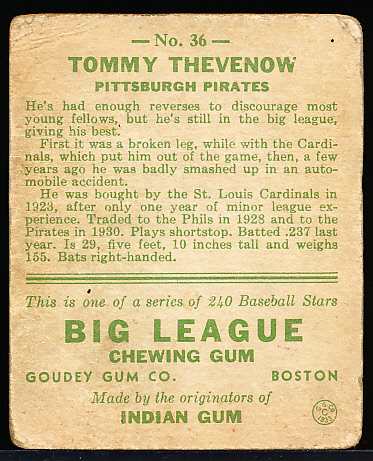 — No. 36 —
TOMMY THEVENOW
PITTSBURGH PIRATES
He's had enough reverses to discourage most
young fellows, but he's still in the big league,
giving his best.
First it was a broken leg, while with the Cardi-
nals, which put him out of the game, then, a few
years ago he was badly smashed up in an auto-
mobile accident.
He was bought by the St. Louis Cardinals in
1923, after only one year of minor league ex-
perience. Traded to the Phils in 1928 and to the
Pirates in 1930. Plays shortstop. Batted .237 last
year. Is 29, five feet, 10 inches tall and weighs
155. Bats right-handed.
This is one of a series of 240 Baseball Stars
BIG LEAGUE
CHEWING GUM
GOUDEY GUM CO. BOSTON
Made by the originators of
INDIAN GUM